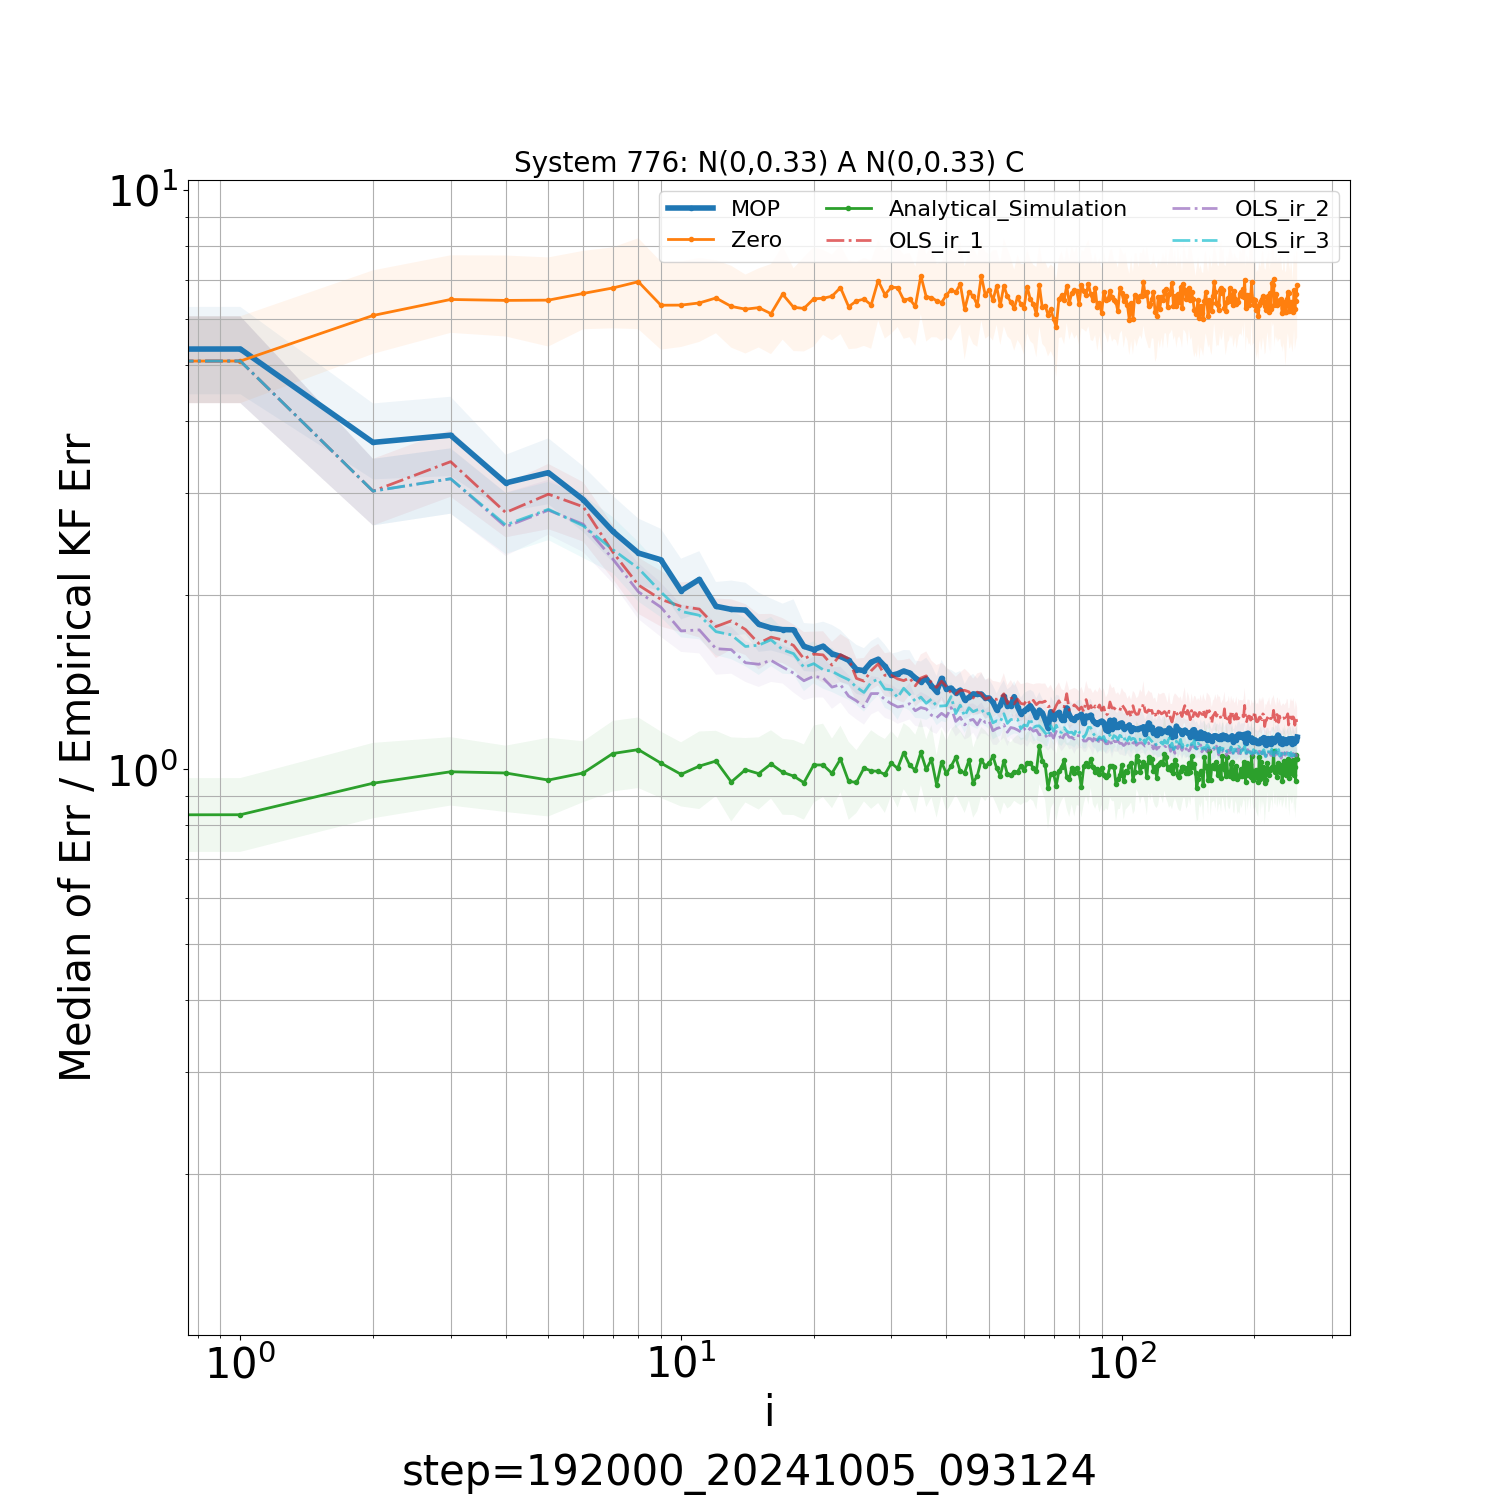 System 776: N(0,0.33) A N(0,0.33) C
10¹
MOP
Zero
Analytical_Simulation
OLS_ir_1
OLS_ir_2
OLS_ir_3
Median of Err / Empirical KF Err
10⁰
10⁰
10¹
10²
i
step=192000_20241005_093124